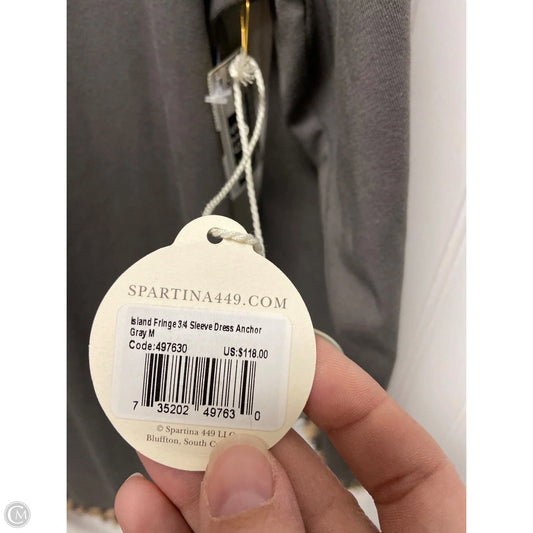 SPARTINA449.COM
Island Fringe 3/4 Sleeve Dress Anchor
Gray M
Code:497630 US:$118.00
7 35202 49763 0
© Spartina 449 LLC
Bluffton, South
CM